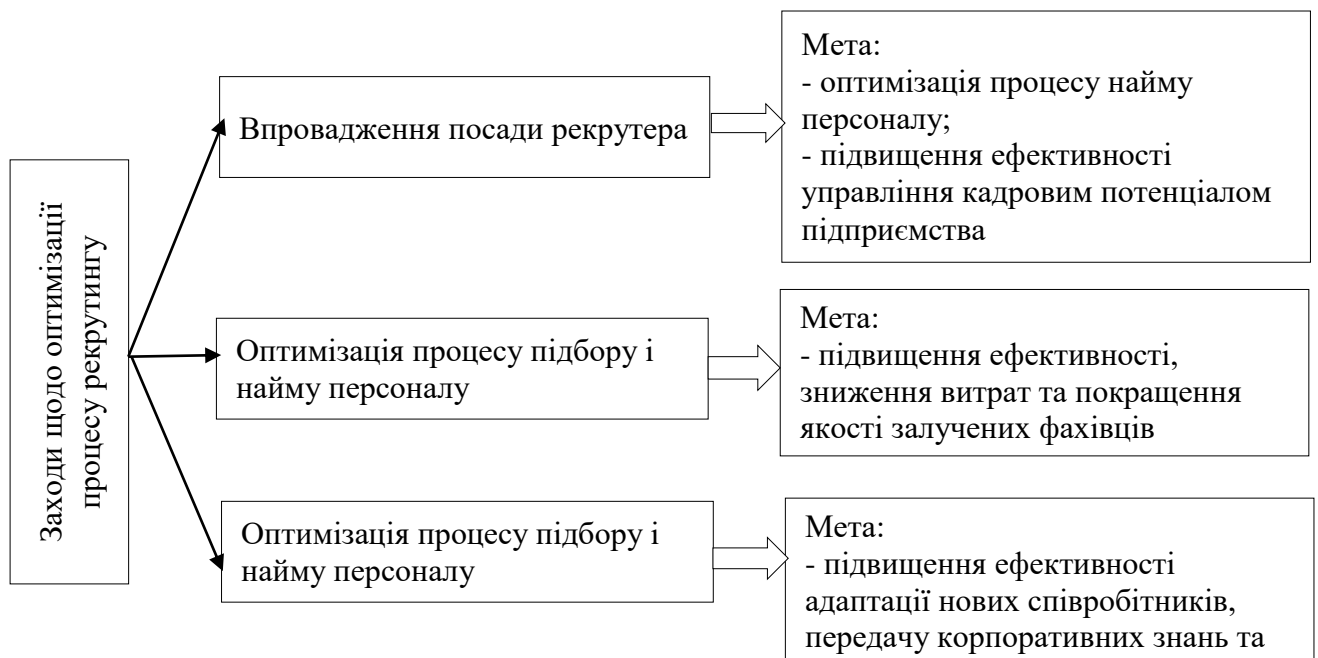 Заходи щодо оптимізації
процесу рекрутингу
Впровадження посади рекрутера
Мета:
- оптимізація процесу найму
персоналу;
- підвищення ефективності
управління кадровим потенціалом
підприємства
Оптимізація процесу підбору і
найму персоналу
Мета:
- підвищення ефективності,
зниження витрат та покращення
якості залучених фахівців
Оптимізація процесу підбору і
найму персоналу
Мета:
- підвищення ефективності
адаптації нових співробітників,
передачу корпоративних знань та